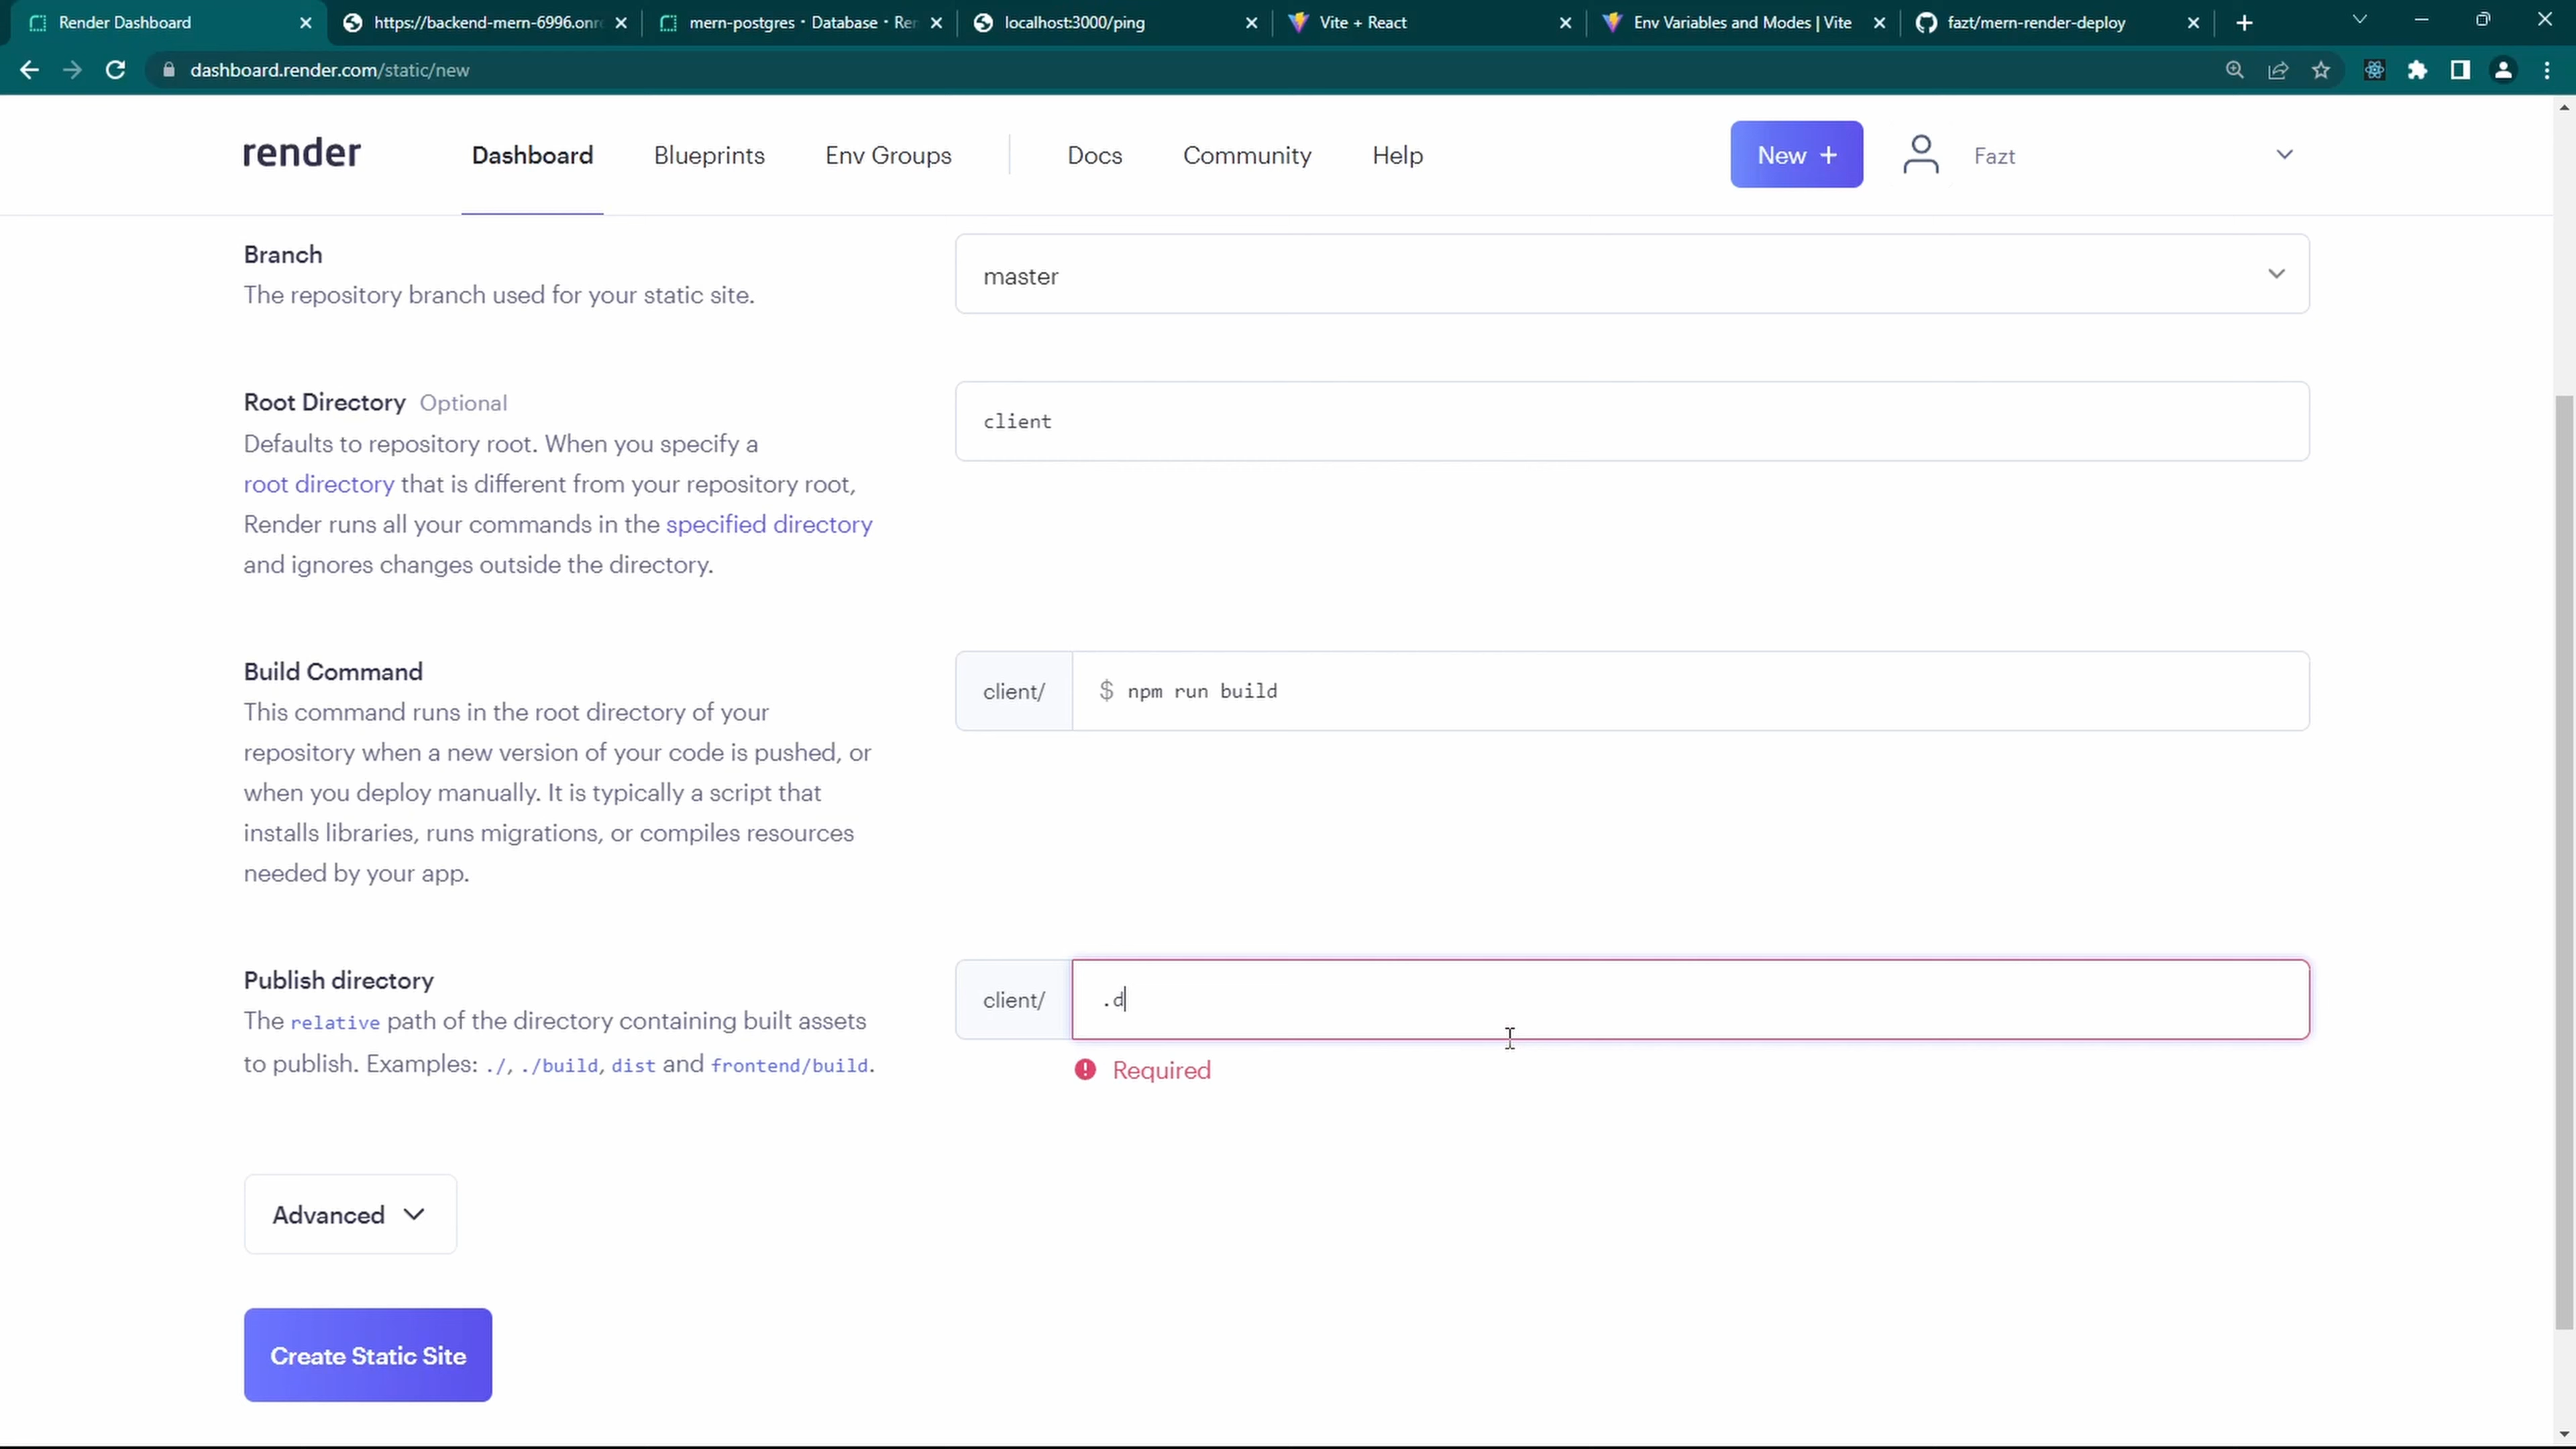 Render Dashboard
https://backend-mern-6996.onr
mern-postgres · Database · Ren
localhost:3000/ping
Vite + React
Env Variables and Modes | Vite
fazt/mern-render-deploy
dashboard.render.com/static/new
render
Dashboard
Blueprints
Env Groups
Docs
Community
Help
New +
Fazt
Branch
The repository branch used for your static site.
master
Root Directory Optional
Defaults to repository root. When you specify a
root directory that is different from your repository root,
Render runs all your commands in the specified directory
and ignores changes outside the directory.
client
Build Command
This command runs in the root directory of your
repository when a new version of your code is pushed, or
when you deploy manually. It is typically a script that
installs libraries, runs migrations, or compiles resources
needed by your app.
client/
$ npm run build
Publish directory
The relative path of the directory containing built assets
to publish. Examples: ./, ./build, dist and frontend/build.
client/
.d
Required
Advanced
Create Static Site